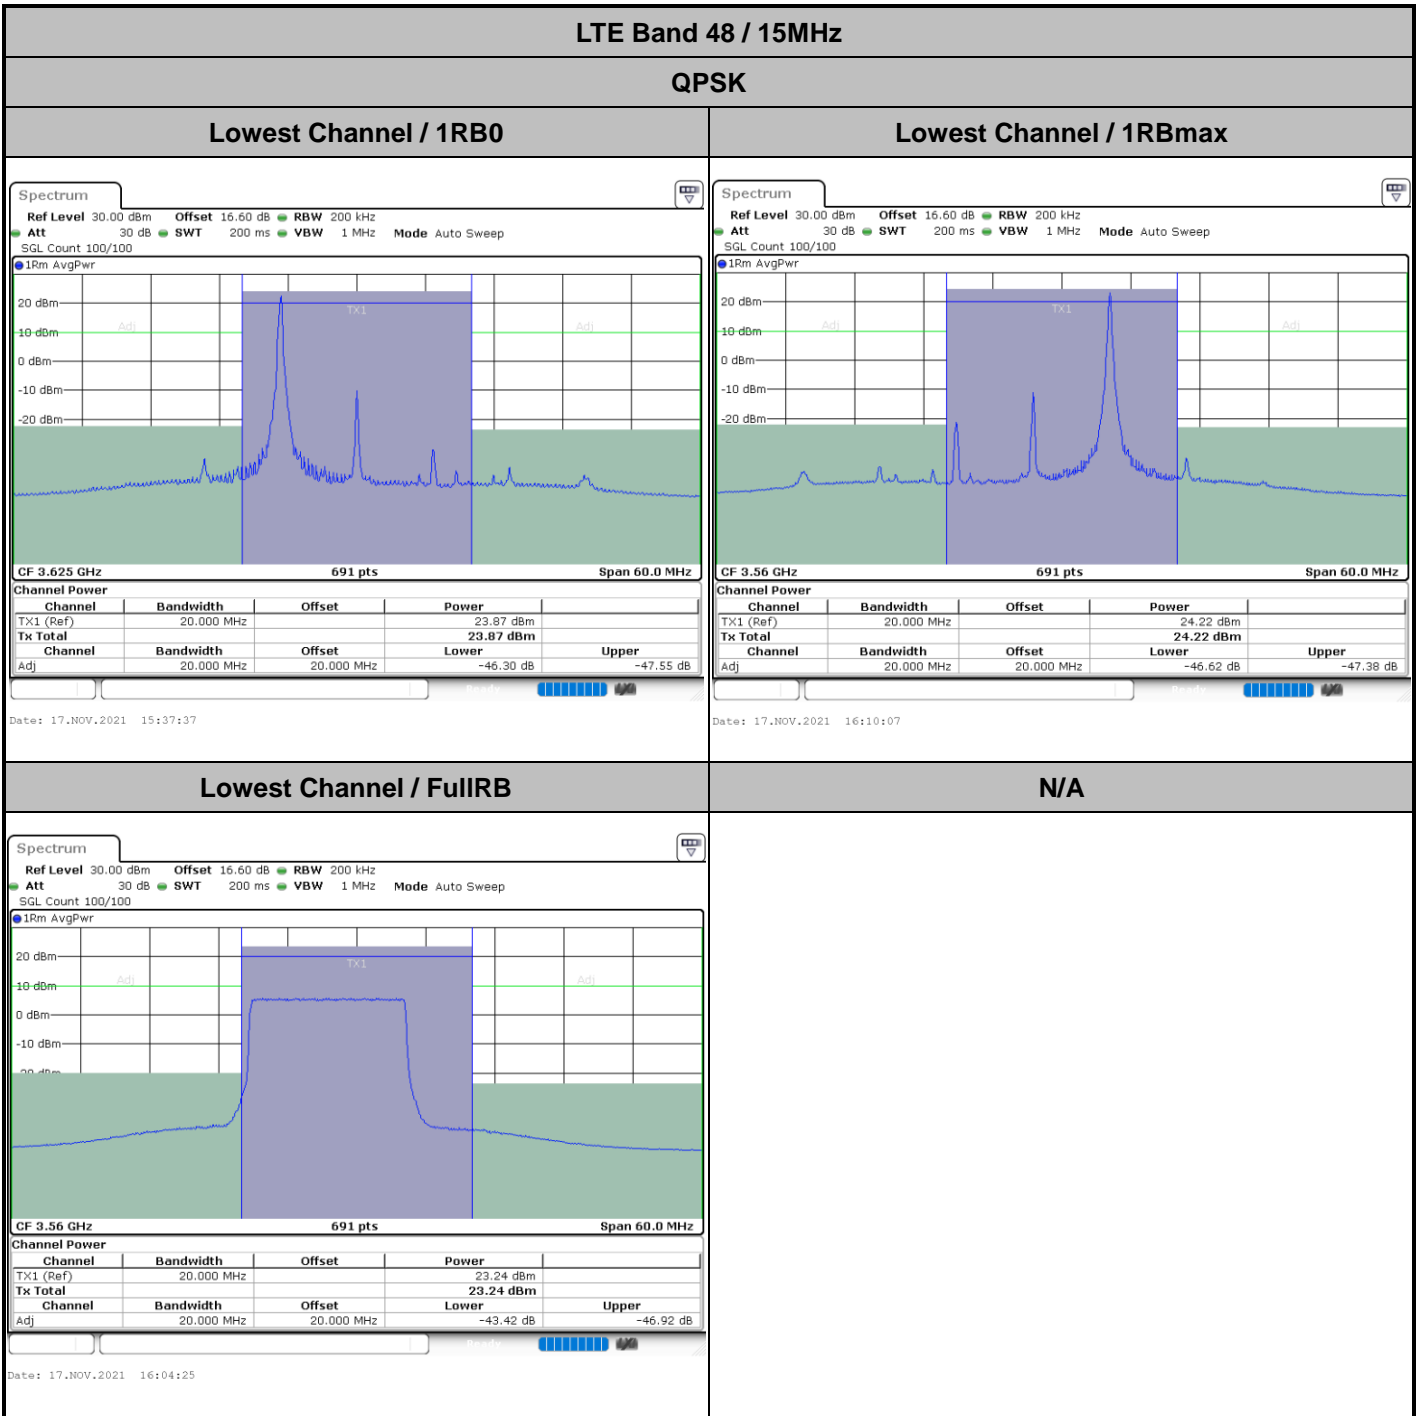 LTE Band 48 / 15MHz
QPSK
Lowest Channel / 1RB0
Lowest Channel / 1RBmax
Spectrum
Ref Level 30.00 dBm Offset 16.60 dB RBW 200 kHz
Att 30 dB SWT 200 ms VBW 1 MHz Mode Auto Sweep
SGL Count 100/100
1Rm AvgPwr
TX1
Adj
Adj
20 dBm
10 dBm
0 dBm
-10 dBm
-20 dBm
CF 3.625 GHz 691 pts Span 60.0 MHz
Channel Power
Channel Bandwidth Offset Power
TX1 (Ref) 20.000 MHz 23.87 dBm
Tx Total 23.87 dBm
Channel Bandwidth Offset Lower Upper
Adj 20.000 MHz 20.000 MHz -46.30 dB -47.55 dB
Ready
Date: 17.NOV.2021 15:37:37
Spectrum
Ref Level 30.00 dBm Offset 16.60 dB RBW 200 kHz
Att 30 dB SWT 200 ms VBW 1 MHz Mode Auto Sweep
SGL Count 100/100
1Rm AvgPwr
TX1
Adj
Adj
20 dBm
10 dBm
0 dBm
-10 dBm
-20 dBm
CF 3.56 GHz 691 pts Span 60.0 MHz
Channel Power
Channel Bandwidth Offset Power
TX1 (Ref) 20.000 MHz 24.22 dBm
Tx Total 24.22 dBm
Channel Bandwidth Offset Lower Upper
Adj 20.000 MHz 20.000 MHz -46.62 dB -47.38 dB
Ready
Date: 17.NOV.2021 16:10:07
Lowest Channel / FullRB
N/A
Spectrum
Ref Level 30.00 dBm Offset 16.60 dB RBW 200 kHz
Att 30 dB SWT 200 ms VBW 1 MHz Mode Auto Sweep
SGL Count 100/100
1Rm AvgPwr
TX1
Adj
Adj
20 dBm
10 dBm
0 dBm
-10 dBm
-20 dBm
CF 3.56 GHz 691 pts Span 60.0 MHz
Channel Power
Channel Bandwidth Offset Power
TX1 (Ref) 20.000 MHz 23.24 dBm
Tx Total 23.24 dBm
Channel Bandwidth Offset Lower Upper
Adj 20.000 MHz 20.000 MHz -43.42 dB -46.92 dB
Ready
Date: 17.NOV.2021 16:04:25